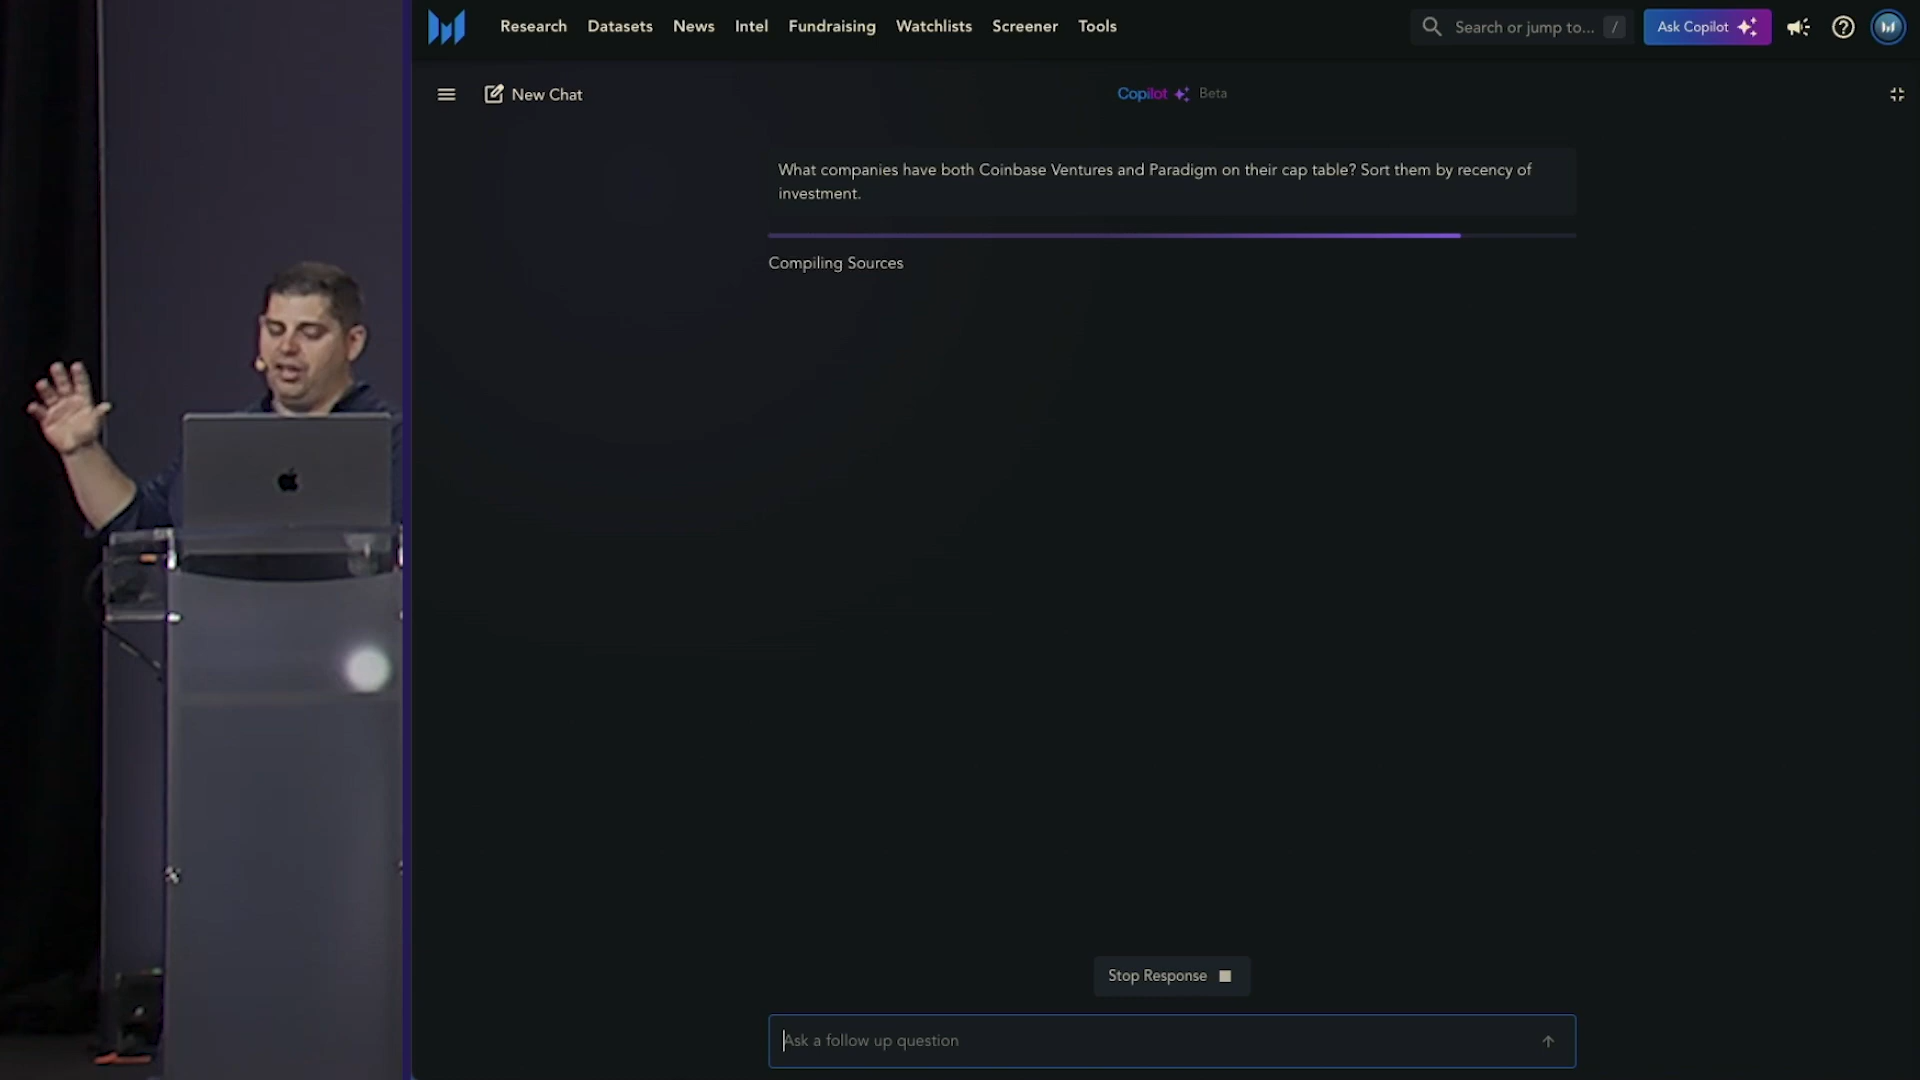 Research Datasets News Intel Fundraising Watchlists Screener Tools
Search or jump to... /
Ask Copilot
New Chat
Copilot Beta
What companies have both Coinbase Ventures and Paradigm on their cap table? Sort them by recency of
investment.
Compiling Sources
Stop Response
Ask a follow up question